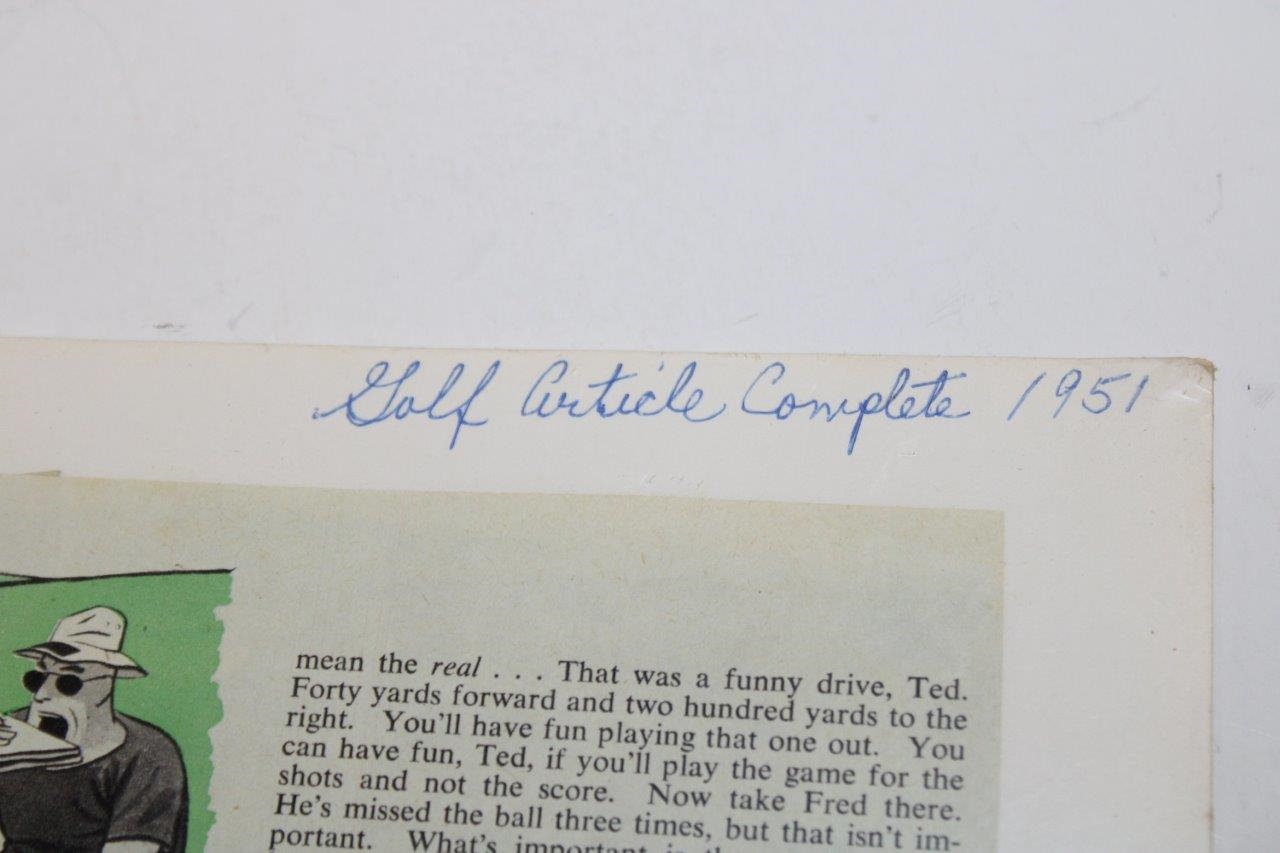 Golf Article Complete 1951
mean the real . . . That was a funny drive, Ted.
Forty yards forward and two hundred yards to the
right. You'll have fun playing that one out. You
can have fun, Ted, if you'll play the game for the
shots and not the score. Now take Fred there.
He's missed the ball three times, but that isn't im-
portant. What's important is